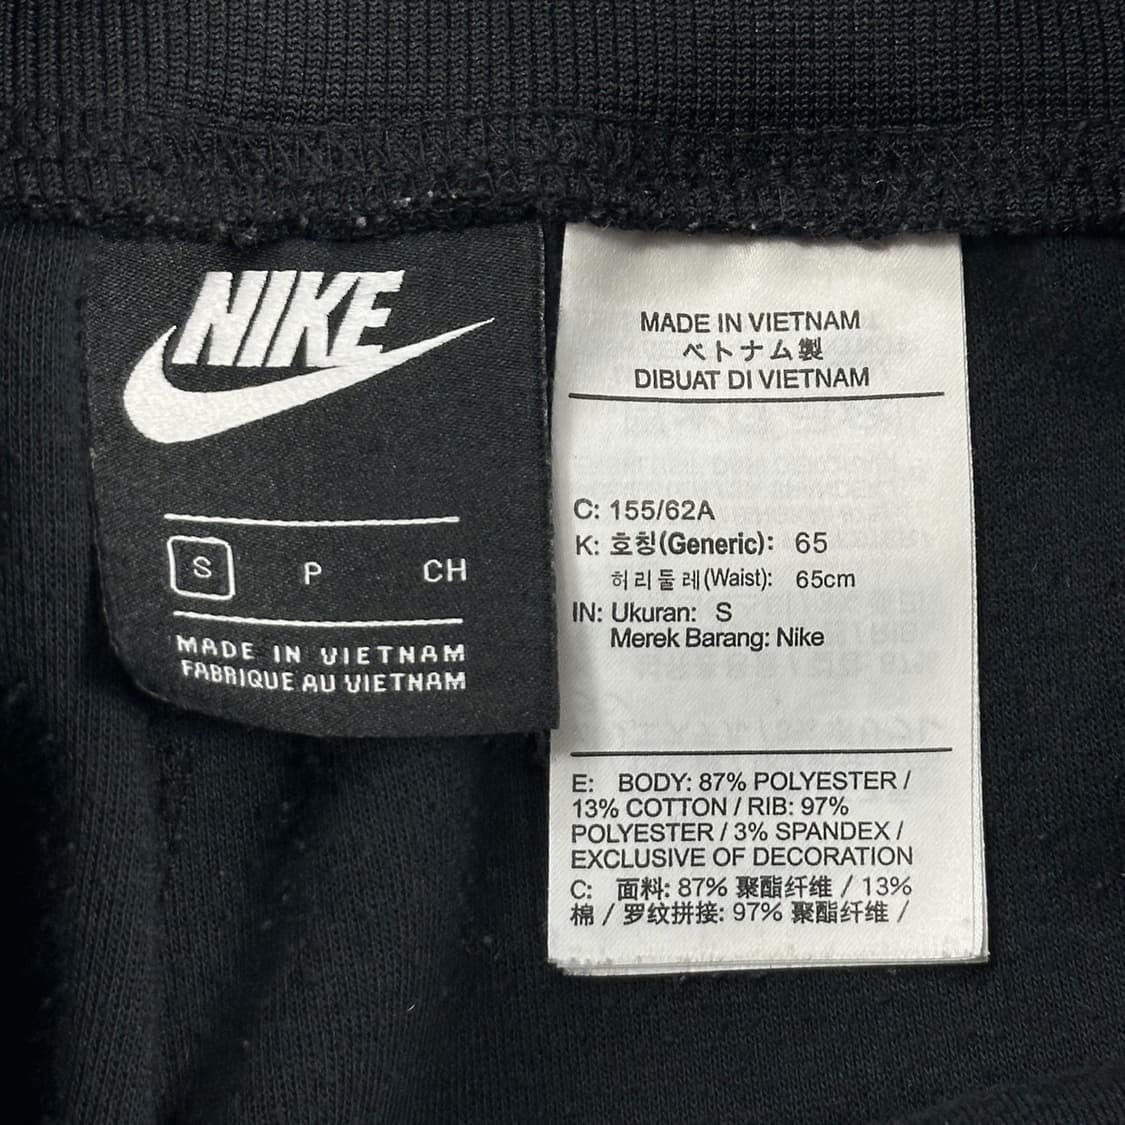 NIKE
S P CH
MADE IN VIETNAM
FABRIQUE AU VIETNAM
MADE IN VIETNAM
ベトナム製
DIBUAT DI VIETNAM
C: 155/62A
K: 호칭(Generic): 65
허리둘레(Waist): 65cm
IN: Ukuran: S
Merek Barang: Nike
E: BODY: 87% POLYESTER /
13% COTTON / RIB: 97%
POLYESTER / 3% SPANDEX /
EXCLUSIVE OF DECORATION
C: 面料: 87% 聚酯纤维 / 13%
棉 / 罗纹拼接: 97% 聚酯纤维 /